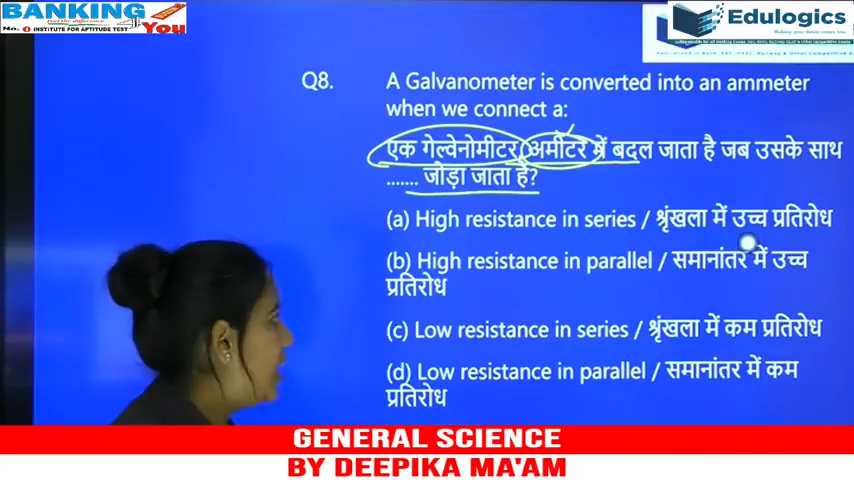 BANKING
Feel the difference...
No. 1 INSTITUTE FOR APTITUDE TEST
You
Edulogics
Q8. A Galvanometer is converted into an ammeter
when we connect a:
एक गेल्वेनोमीटर, अमीटर में बदल जाता है जब उसके साथ
....... जोड़ा जाता है?
(a) High resistance in series / श्रृंखला में उच्च प्रतिरोध
(b) High resistance in parallel / समानांतर में उच्च
प्रतिरोध
(c) Low resistance in series / श्रृंखला में कम प्रतिरोध
(d) Low resistance in parallel / समानांतर में कम
प्रतिरोध
GENERAL SCIENCE
BY DEEPIKA MA'AM